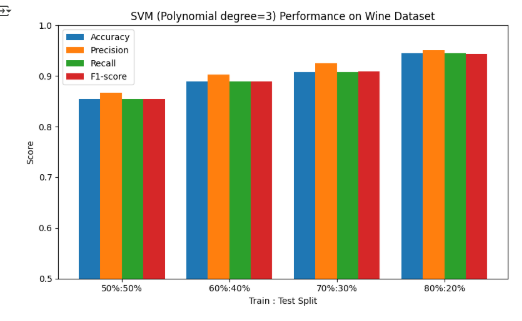 SVM (Polynomial degree=3) Performance on Wine Dataset
1.0
0.9
0.8
0.7
0.6
0.5
Score
Accuracy
Precision
Recall
F1-score
50%:50%
60%:40%
70%:30%
80%:20%
Train : Test Split